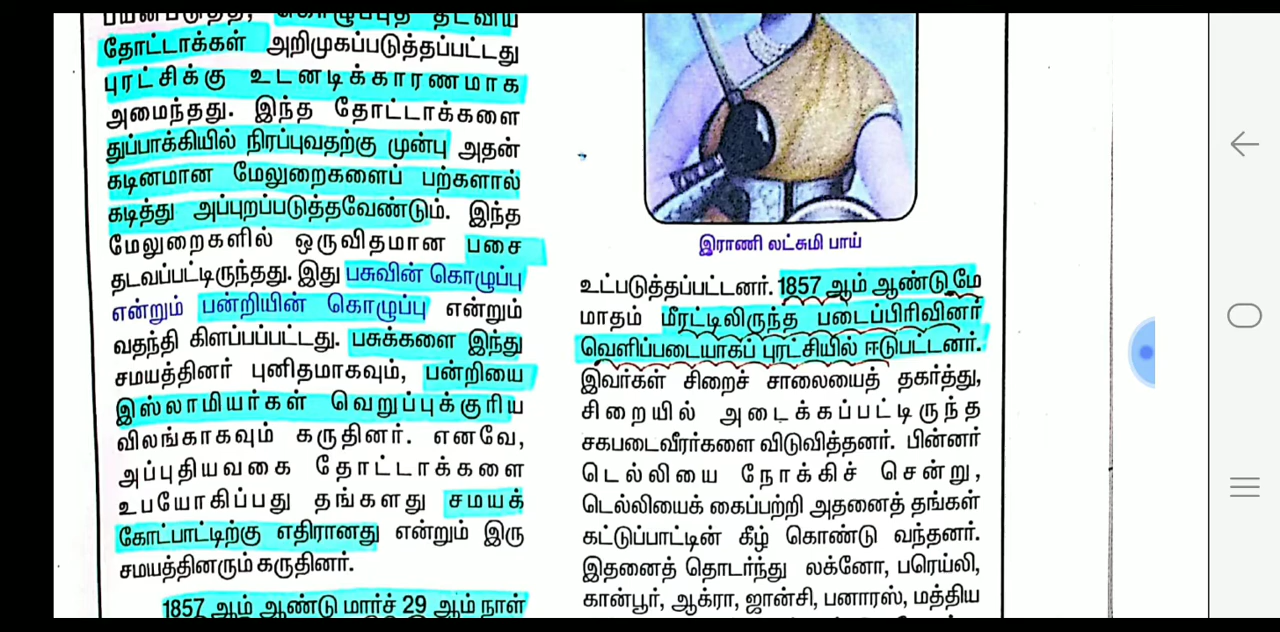 பயன்படுத்த, கொழுப்புத் தடவிய
தோட்டாக்கள் அறிமுகப்படுத்தப்பட்டது
புரட்சிக்கு உடனடிக்காரணமாக
அமைந்தது. இந்த தோட்டாக்களை
துப்பாக்கியில் நிரப்புவதற்கு முன்பு அதன்
கடினமான மேலுறைகளைப் பற்களால்
கடித்து அப்புறப்படுத்தவேண்டும். இந்த
மேலுறைகளில் ஒருவிதமான பசை
தடவப்பட்டிருந்தது. இது பசுவின் கொழுப்பு
என்றும் பன்றியின் கொழுப்பு என்றும்
வதந்தி கிளப்பப்பட்டது. பசுக்களை இந்து
சமயத்தினர் புனிதமாகவும், பன்றியை
இஸ்லாமியர்கள் வெறுப்புக்குரிய
விலங்காகவும் கருதினர். எனவே,
அப்புதியவகை தோட்டாக்களை
உபயோகிப்பது தங்களது சமயக்
கோட்பாட்டிற்கு எதிரானது என்றும் இரு
சமயத்தினரும் கருதினர்.
1857 ஆம் ஆண்டு மார்ச் 29 ஆம் நாள்
இராணி லட்சுமி பாய்
உட்படுத்தப்பட்டனர். 1857 ஆம் ஆண்டு மே
மாதம் மீரட்டிலிருந்த படைப்பிரிவினர்
வெளிப்படையாகப் புரட்சியில் ஈடுபட்டனர்.
இவர்கள் சிறைச் சாலையைத் தகர்த்து,
சிறையில் அடைக்கப்பட்டிருந்த
சகபடைவீரர்களை விடுவித்தனர். பின்னர்
டெல்லியை நோக்கிச் சென்று,
டெல்லியைக் கைப்பற்றி அதனைத் தங்கள்
கட்டுப்பாட்டின் கீழ் கொண்டு வந்தனர்.
இதனைத் தொடர்ந்து லக்னோ, பரெய்லி,
கான்பூர், ஆக்ரா, ஜான்சி, பனாரஸ், மத்திய